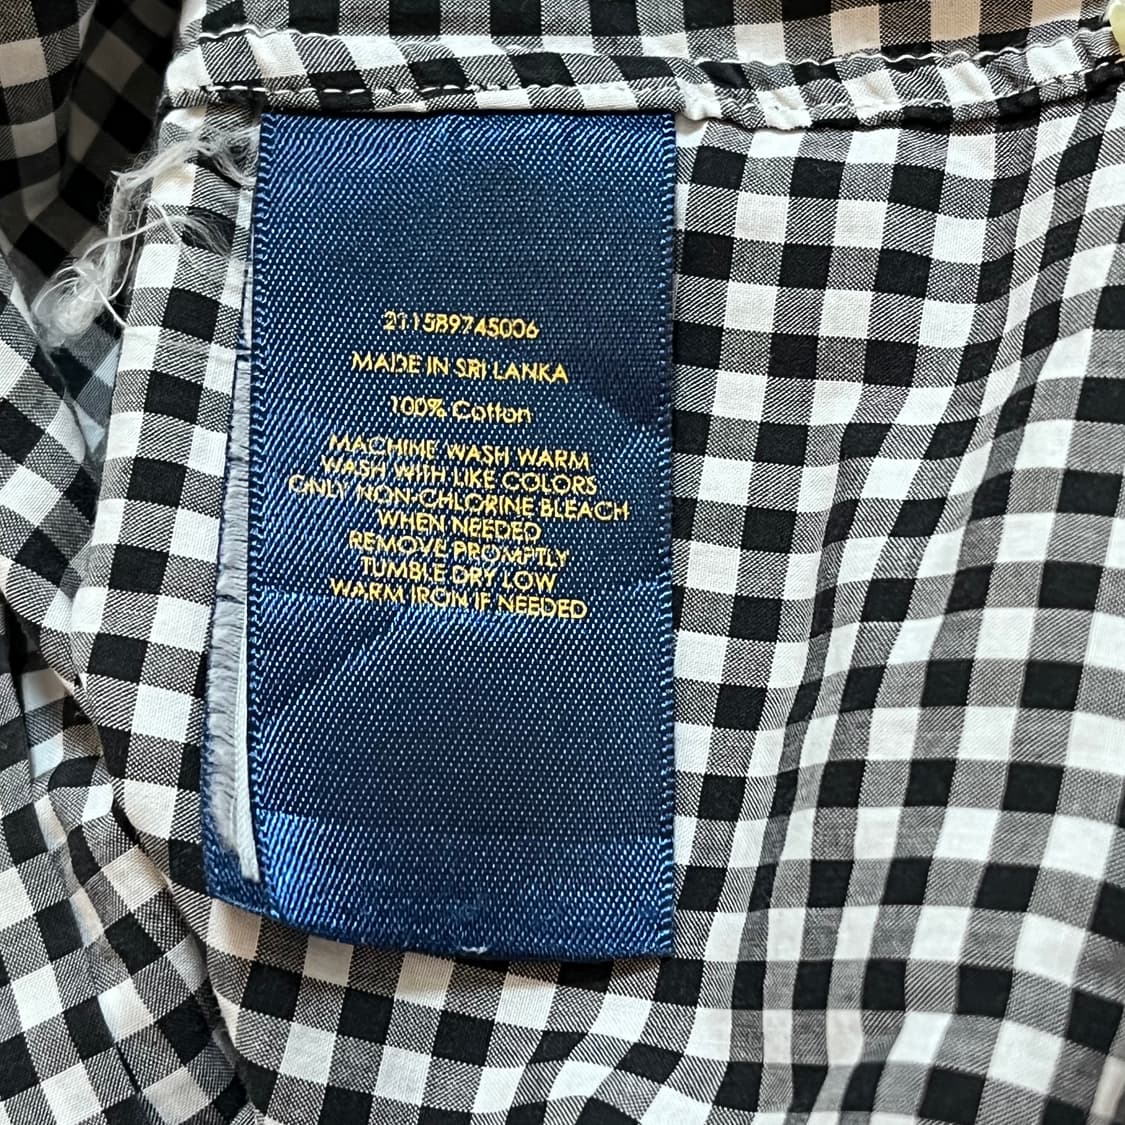 211589745006
MADE IN SRI LANKA
100% Cotton
MACHINE WASH WARM
WASH WITH LIKE COLORS
ONLY NON-CHLORINE BLEACH
WHEN NEEDED
REMOVE PROMPTLY
TUMBLE DRY LOW
WARM IRON IF NEEDED